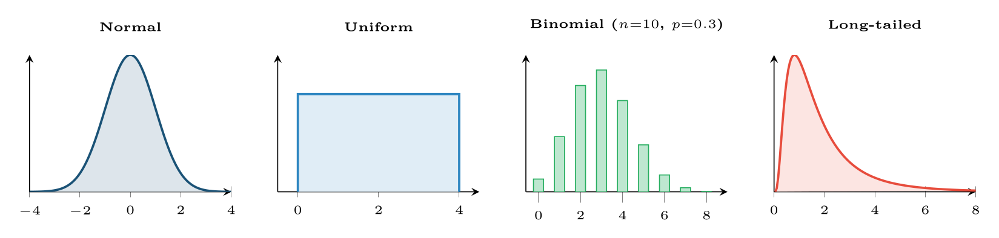 Normal
Uniform
Binomial (n=10, p=0.3)
Long-tailed
−4 −2 0 2 4
0 2 4
0 2 4 6 8
0 2 4 6 8